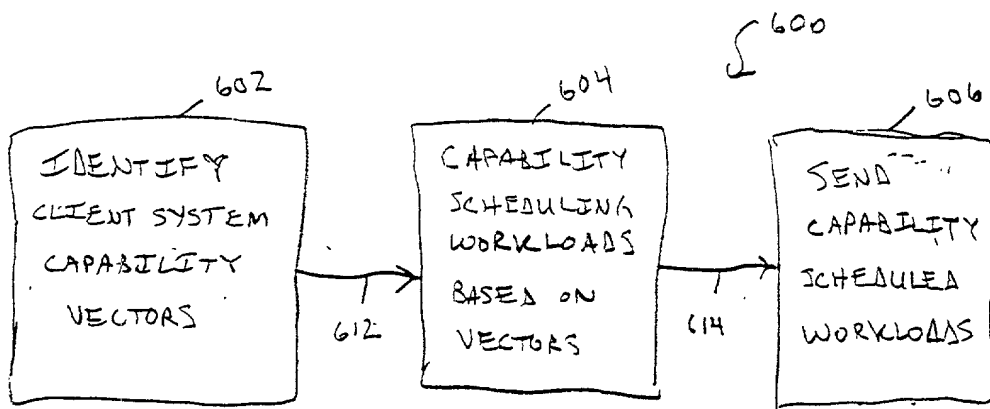 600
602
604
606
IDENTIFY
CLIENT SYSTEM
CAPABILITY
VECTORS
612
CAPABILITY
SCHEDULING
WORKLOADS
BASED ON
VECTORS
614
SEND
CAPABILITY
SCHEDULED
WORKLOADS